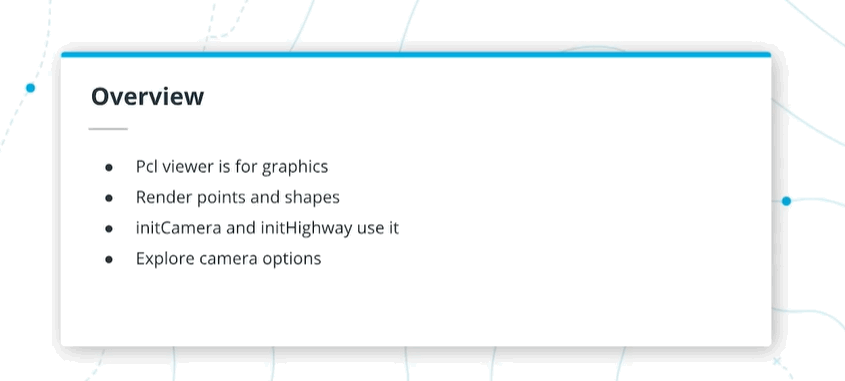 Overview
● Pcl viewer is for graphics
● Render points and shapes
● initCamera and initHighway use it
● Explore camera options